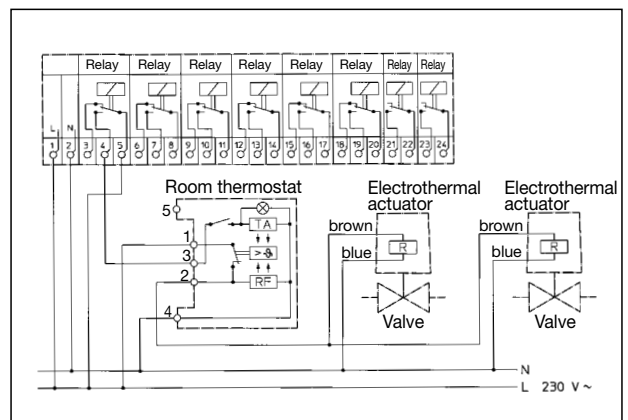 Relay Relay Relay Relay Relay Relay Relay Relay
L N
1 2 3 4 5 6 7 8 9 10 11 12 13 14 15 16 17 18 19 20 21 22 23 24
Room thermostat
Electrothermal actuator
Electrothermal actuator
5
TA
brown
brown
1
3
>ϑ
blue
R
blue
R
2
RF
4
Valve
Valve
N
L 230 V ~